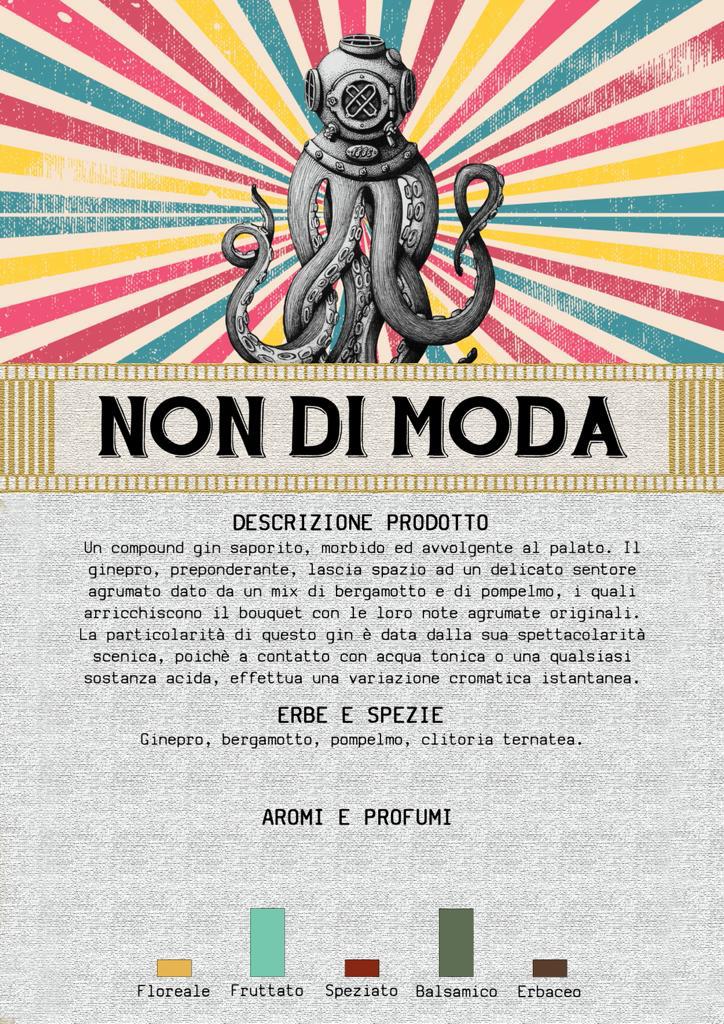 NON DI MODA
DESCRIZIONE PRODOTTO
Un compound gin saporito, morbido ed avvolgente al palato. Il
ginepro, preponderante, lascia spazio ad un delicato sentore
agrumato dato da un mix di bergamotto e di pompelmo, i quali
arricchiscono il bouquet con le loro note agrumate originali.
La particolarità di questo gin è data dalla sua spettacolarità
scenica, poichè a contatto con acqua tonica o una qualsiasi
sostanza acida, effettua una variazione cromatica istantanea.
ERBE E SPEZIE
Ginepro, bergamotto, pompelmo, clitoria ternatea.
AROMI E PROFUMI
Floreale Fruttato Speziato Balsamico Erbaceo